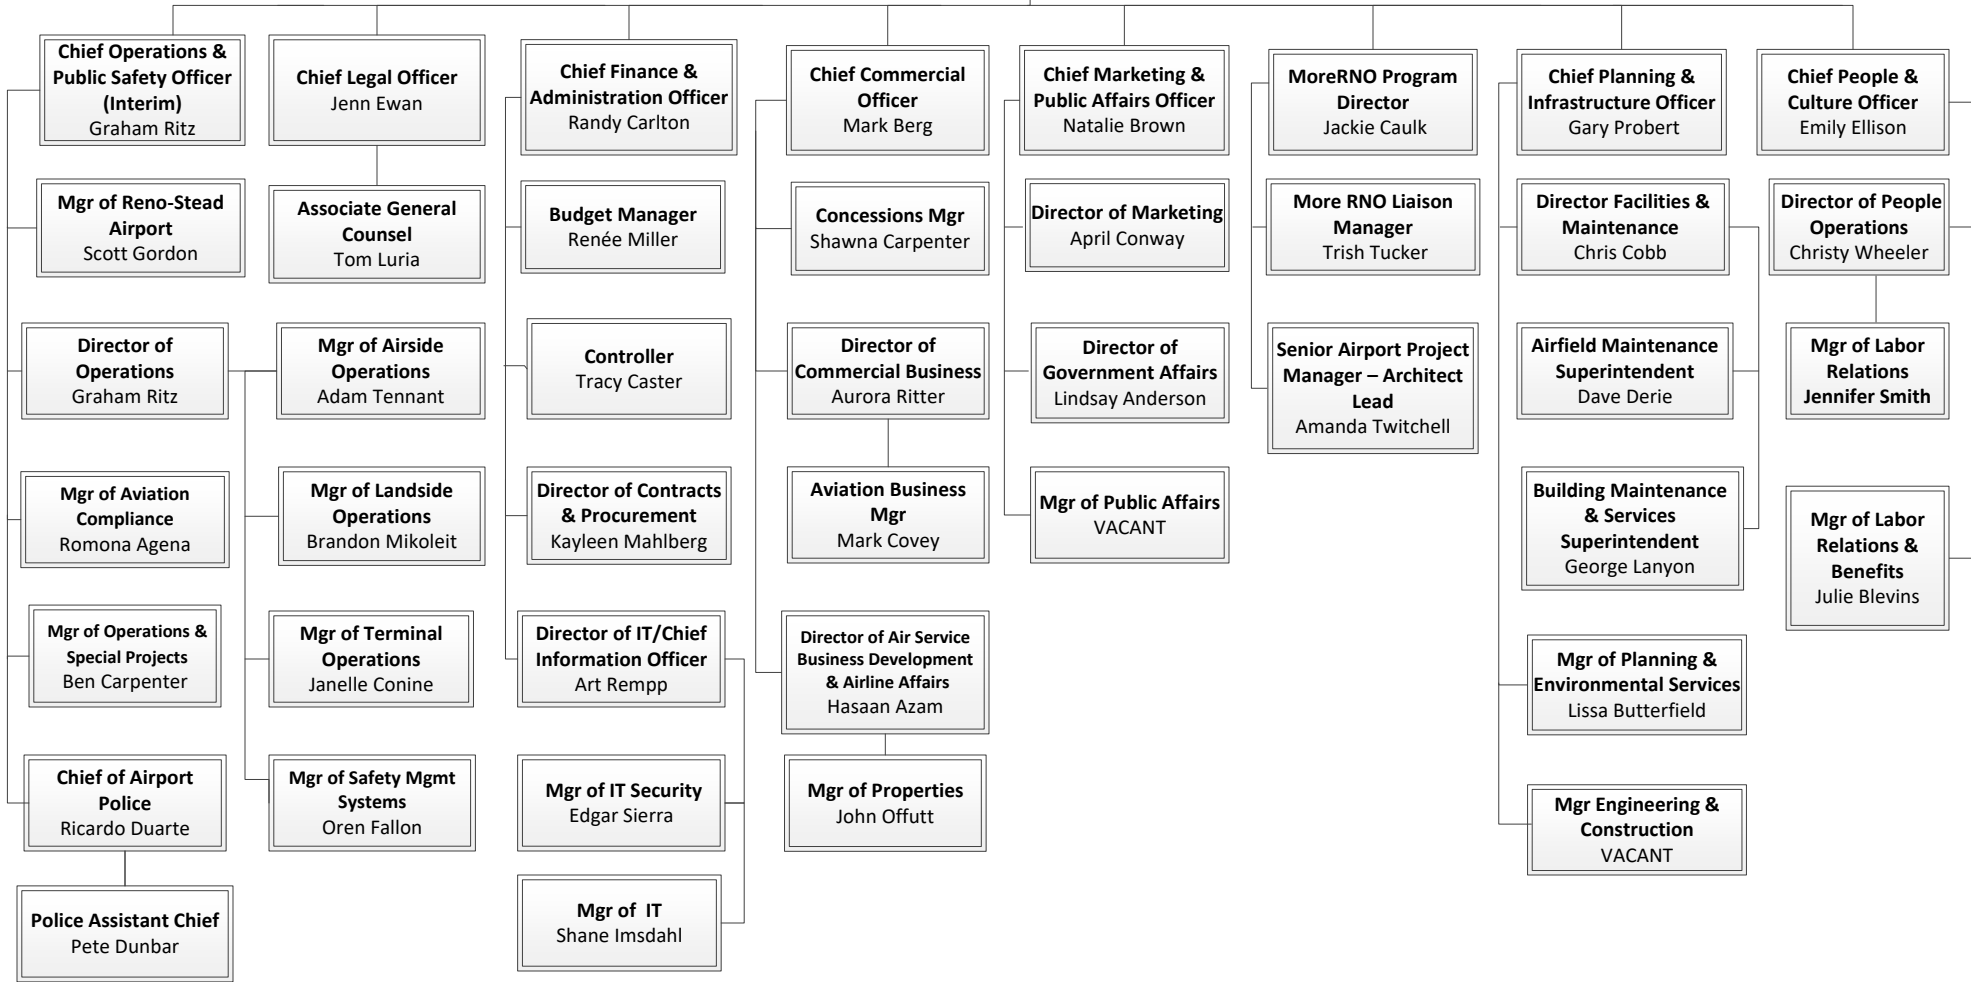 Chief Operations &
Public Safety Officer
(Interim)
Graham Ritz
Chief Legal Officer
Jenn Ewan
Chief Finance &
Administration Officer
Randy Carlton
Chief Commercial
Officer
Mark Berg
Chief Marketing &
Public Affairs Officer
Natalie Brown
MoreRNO Program
Director
Jackie Caulk
Chief Planning &
Infrastructure Officer
Gary Probert
Chief People &
Culture Officer
Emily Ellison
Mgr of Reno-Stead
Airport
Scott Gordon
Associate General
Counsel
Tom Luria
Budget Manager
Renée Miller
Concessions Mgr
Shawna Carpenter
Director of Marketing
April Conway
More RNO Liaison
Manager
Trish Tucker
Director Facilities &
Maintenance
Chris Cobb
Director of People
Operations
Christy Wheeler
Director of
Operations
Graham Ritz
Mgr of Airside
Operations
Adam Tennant
Controller
Tracy Caster
Director of
Commercial Business
Aurora Ritter
Director of
Government Affairs
Lindsay Anderson
Senior Airport Project
Manager – Architect
Lead
Amanda Twitchell
Airfield Maintenance
Superintendent
Dave Derie
Mgr of Labor
Relations
Jennifer Smith
Mgr of Aviation
Compliance
Romona Agena
Mgr of Landside
Operations
Brandon Mikoleit
Director of Contracts
& Procurement
Kayleen Mahlberg
Aviation Business
Mgr
Mark Covey
Mgr of Public Affairs
VACANT
Building Maintenance
& Services
Superintendent
George Lanyon
Mgr of Labor
Relations &
Benefits
Julie Blevins
Mgr of Operations &
Special Projects
Ben Carpenter
Mgr of Terminal
Operations
Janelle Conine
Director of IT/Chief
Information Officer
Art Rempp
Director of Air Service
Business Development
& Airline Affairs
Hasaan Azam
Mgr of Planning &
Environmental Services
Lissa Butterfield
Chief of Airport
Police
Ricardo Duarte
Mgr of Safety Mgmt
Systems
Oren Fallon
Mgr of IT Security
Edgar Sierra
Mgr of Properties
John Offutt
Mgr Engineering &
Construction
VACANT
Police Assistant Chief
Pete Dunbar
Mgr of IT
Shane Imsdahl